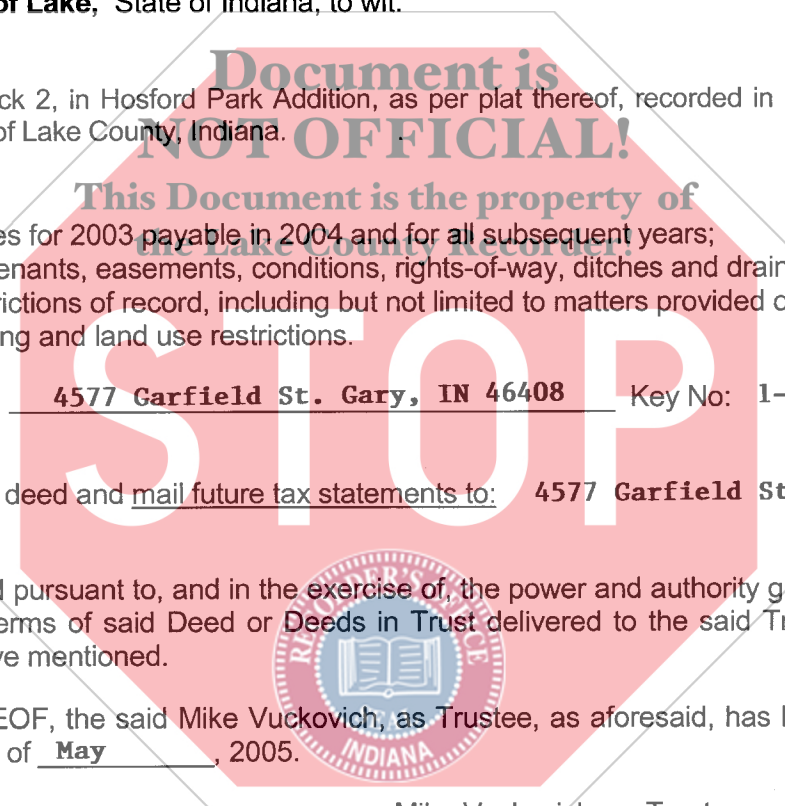 of Lake, State of Indiana, to wit:
Document is
ck 2, in Hosford Park Addition, as per plat thereof, recorded in
of Lake County, Indiana.
NOT OFFICIAL!
This Document is the property of
es for 2003 payable in 2004 and for all subsequent years;
the Lake County Recorder!
enants, easements, conditions, rights-of-way, ditches and drain
rictions of record, including but not limited to matters provided o
ng and land use restrictions.
STOP
4577 Garfield St. Gary, IN 46408 Key No: 1-
deed and mail future tax statements to: 4577 Garfield St
d pursuant to, and in the exercise of, the power and authority g
erms of said Deed or Deeds in Trust delivered to the said Tr
ve mentioned.
RECORDER'S OFFICE
SEAL
INDIANA
EOF, the said Mike Vuckovich, as Trustee, as aforesaid, has
of May, 2005.